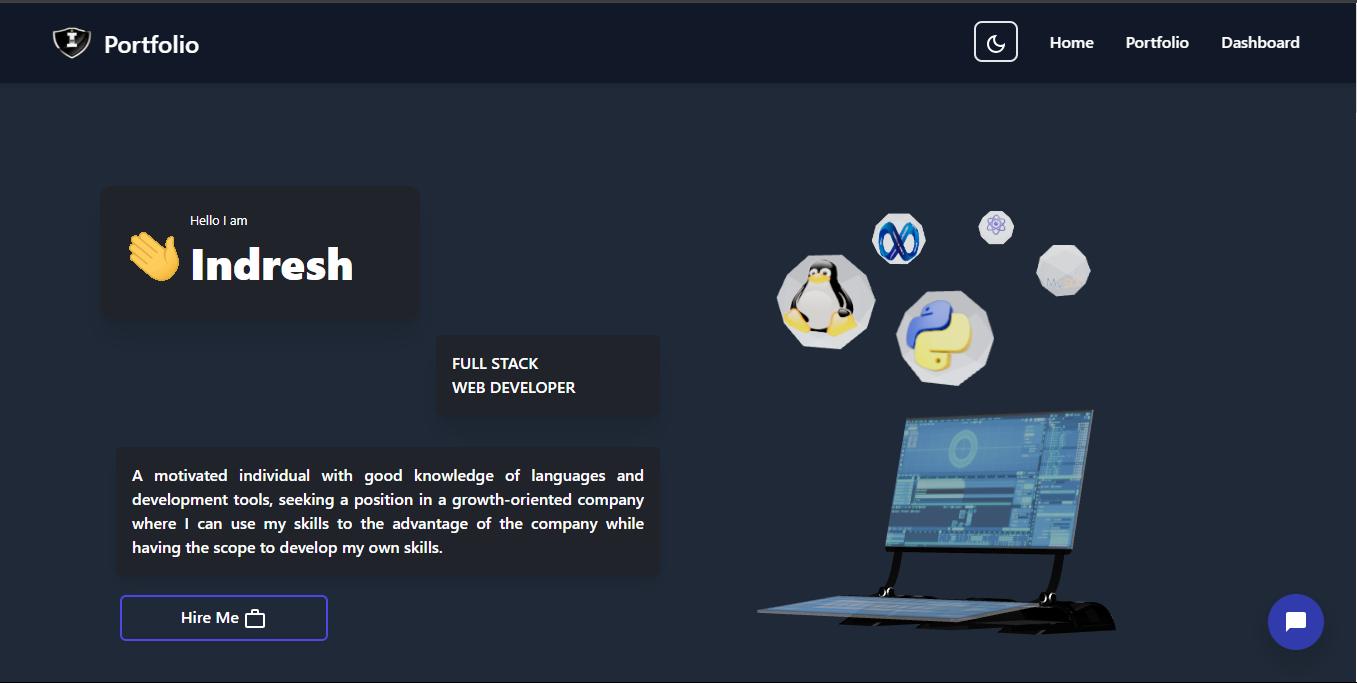 Portfolio
Home
Portfolio
Dashboard
Hello I am
Indresh
FULL STACK
WEB DEVELOPER
A motivated individual with good knowledge of languages and
development tools, seeking a position in a growth-oriented company
where I can use my skills to the advantage of the company while
having the scope to develop my own skills.
Hire Me